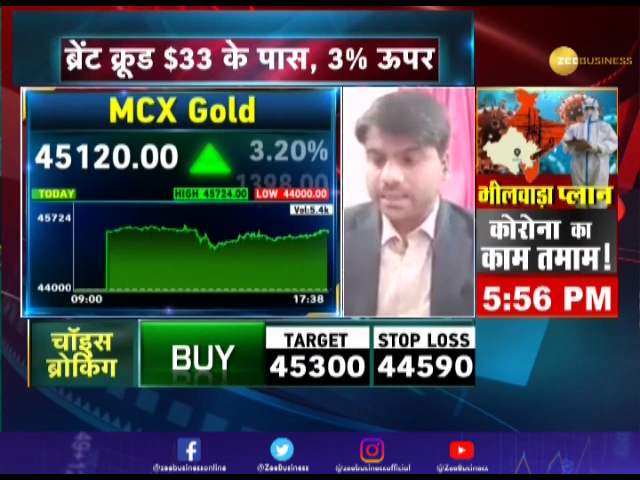 ब्रेंट क्रूड $33 के पास, 3% ऊपर
ZEEBUSINESS
MCX Gold
45120.00
3.20%
1398.00
TODAY
HIGH 45724.00
LOW 44000.00
Vol:5.4k
45724
44000
09:00
17:38
भीलवाड़ा प्लान
कोरोना का
काम तमाम!
5:56 PM
चॉइस
ब्रोकिंग
BUY
TARGET
45300
STOP LOSS
44590
@zeebusinessonline
@ZeeBusiness
@zeebusinessofficial
@ZeeBusiness